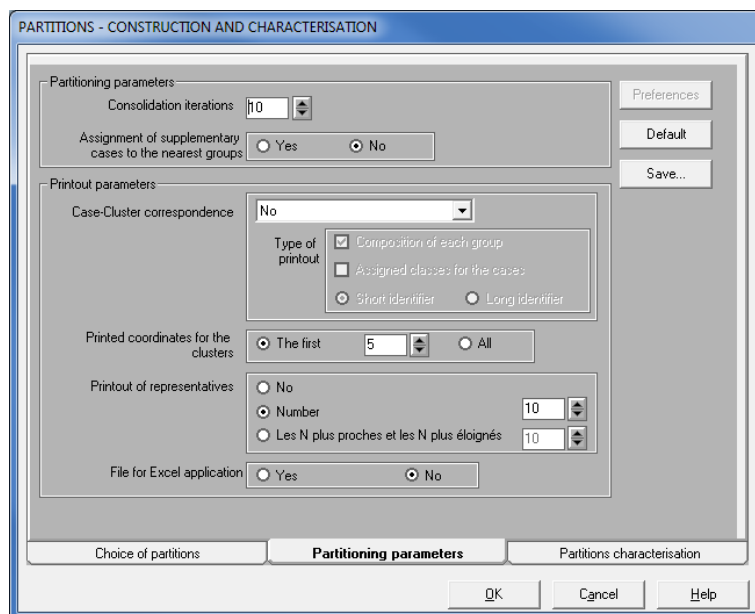 PARTITIONS - CONSTRUCTION AND CHARACTERISATION
Partitioning parameters
Consolidation iterations
10
Assignment of supplementary
cases to the nearest groups
Yes
No
Preferences
Default
Save...
Printout parameters
Case-Cluster correspondence
No
Type of
printout
Composition of each group
Assigned classes for the cases
Short identifier
Long identifier
Printed coordinates for the
clusters
The first
5
All
Printout of representatives
No
Number
10
Les N plus proches et les N plus éloignés
10
File for Excel application
Yes
No
Choice of partitions
Partitioning parameters
Partitions characterisation
OK
Cancel
Help